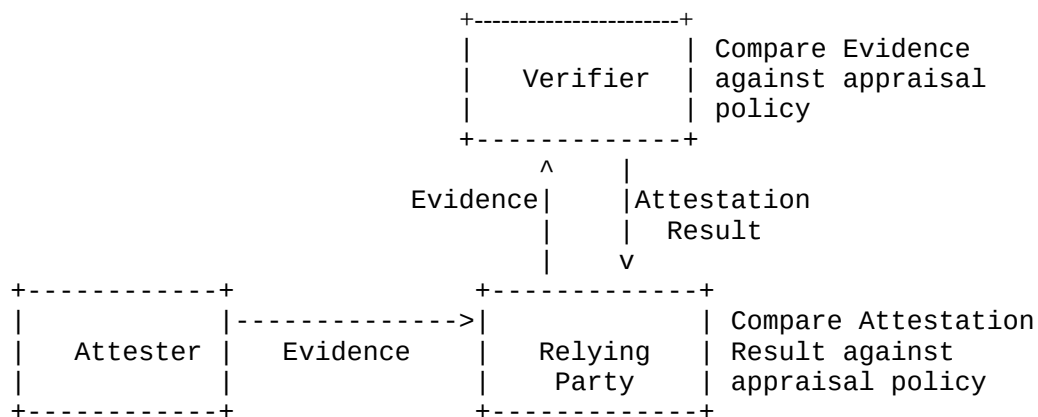 Verifier
Compare Evidence
against appraisal
policy
Evidence
Attestation
Result
Attester
Evidence
Relying
Party
Compare Attestation
Result against
appraisal policy